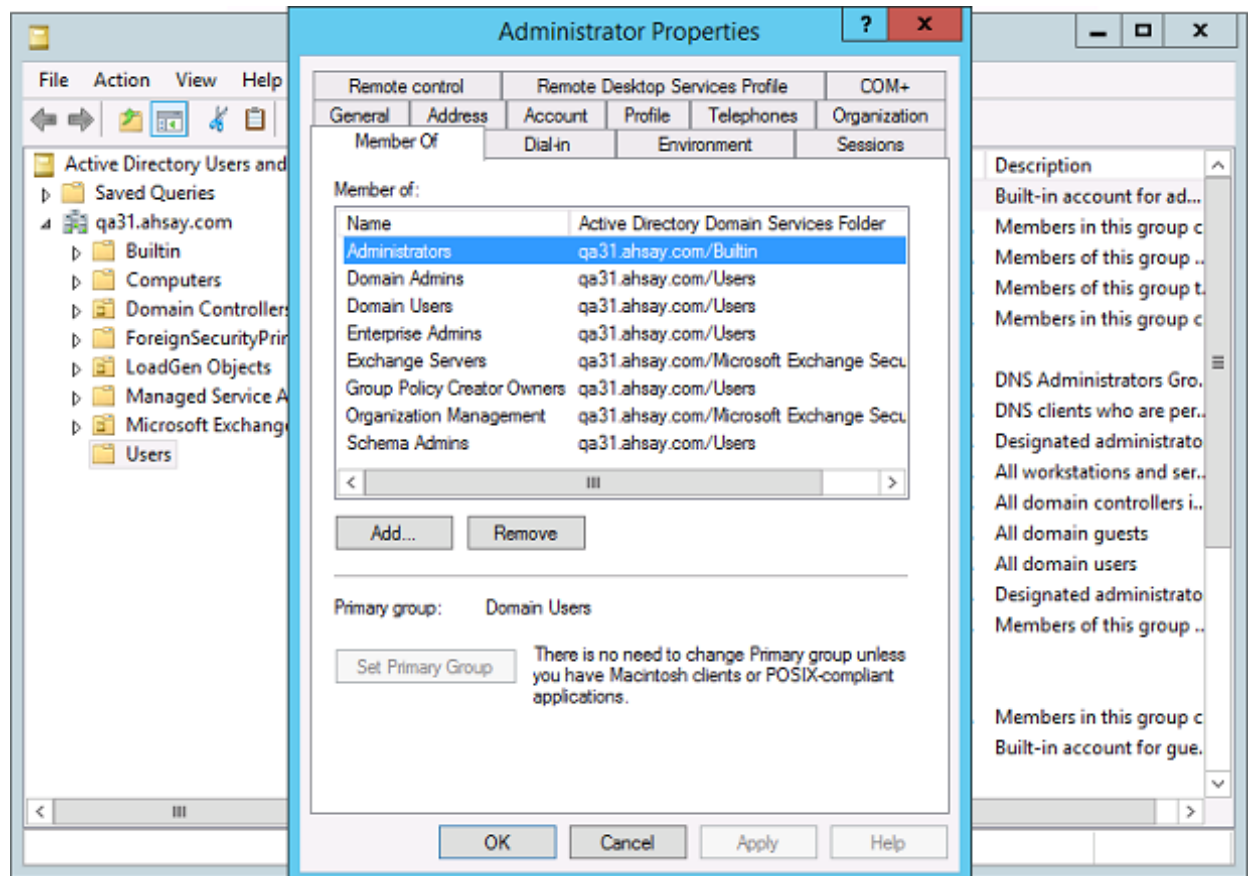 Administrator Properties
?
x
x
File Action View Help
Active Directory Users and
Saved Queries
qa31.ahsay.com
Builtin
Computers
Domain Controllers
ForeignSecurityPrin
LoadGen Objects
Managed Service A
Microsoft Exchang
Users
Remote control Remote Desktop Services Profile COM+
General Address Account Profile Telephones Organization
Member Of Dial-in Environment Sessions
Member of:
Name Active Directory Domain Services Folder
Administrators qa31.ahsay.com/Builtin
Domain Admins qa31.ahsay.com/Users
Domain Users qa31.ahsay.com/Users
Enterprise Admins qa31.ahsay.com/Users
Exchange Servers qa31.ahsay.com/Microsoft Exchange Secu
Group Policy Creator Owners qa31.ahsay.com/Users
Organization Management qa31.ahsay.com/Microsoft Exchange Secu
Schema Admins qa31.ahsay.com/Users
Add... Remove
Primary group: Domain Users
Set Primary Group
There is no need to change Primary group unless
you have Macintosh clients or POSIX-compliant
applications.
OK Cancel Apply Help
Description
Built-in account for ad...
Members in this group c
Members of this group ..
Members of this group t.
Members in this group c
DNS Administrators Gro.
DNS clients who are per..
Designated administrato
All workstations and ser..
All domain controllers i..
All domain guests
All domain users
Designated administrato
Members of this group ..
Members in this group c
Built-in account for gue.